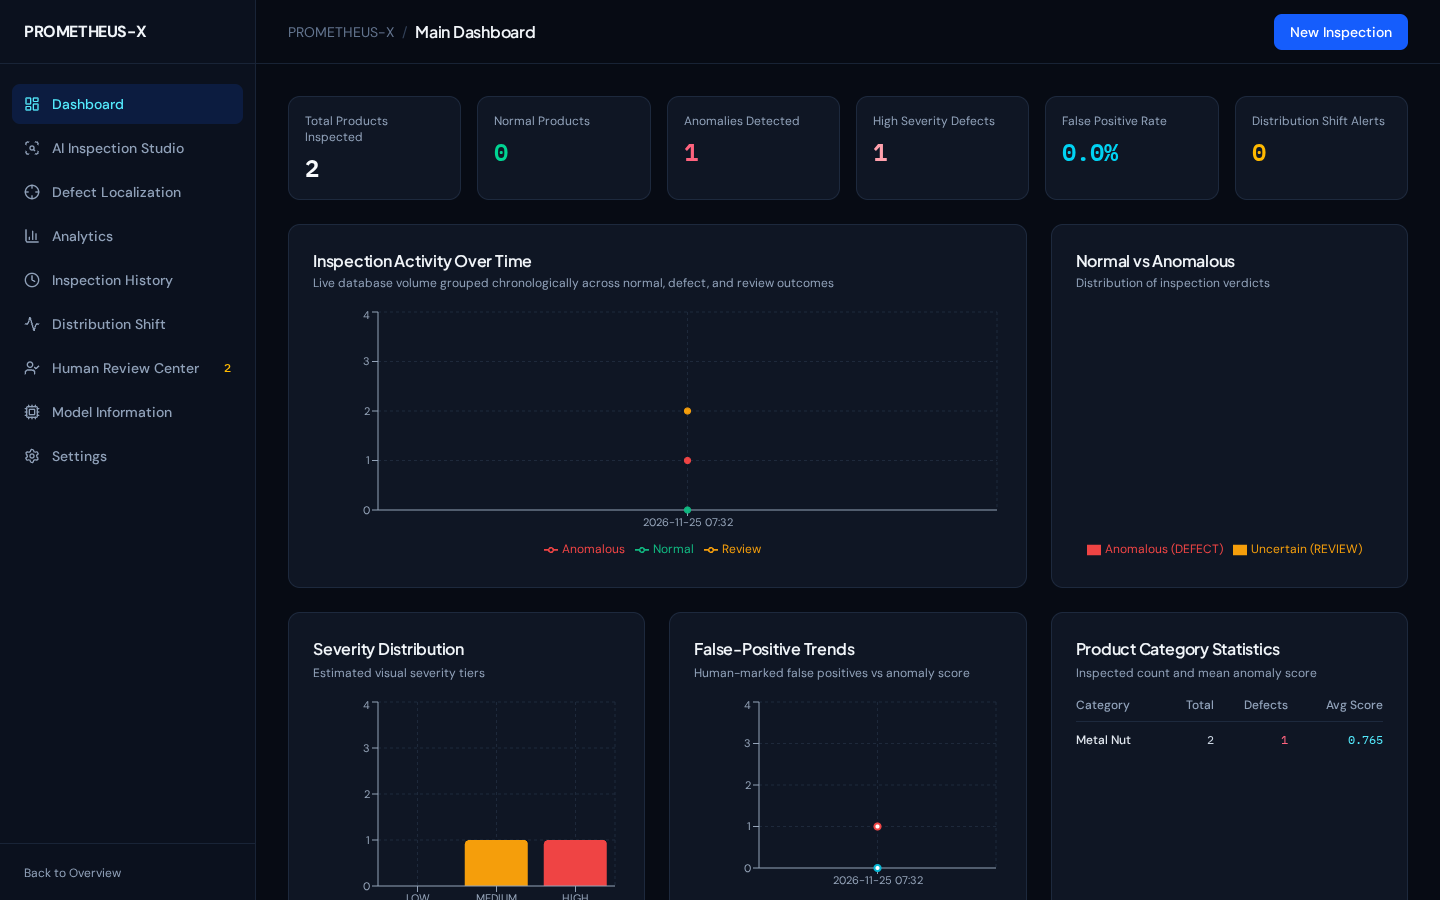 PROMETHEUS-X
PROMETHEUS-X / Main Dashboard
New Inspection
Dashboard
AI Inspection Studio
Defect Localization
Analytics
Inspection History
Distribution Shift
Human Review Center 2
Model Information
Settings
Back to Overview
Total Products
Inspected
2
Normal Products
0
Anomalies Detected
1
High Severity Defects
1
False Positive Rate
0.0%
Distribution Shift Alerts
0
Inspection Activity Over Time
Live database volume grouped chronologically across normal, defect, and review outcomes
4
3
2
1
0
2026-11-25 07:32
Anomalous Normal Review
Normal vs Anomalous
Distribution of inspection verdicts
Anomalous (DEFECT) Uncertain (REVIEW)
Severity Distribution
Estimated visual severity tiers
4
3
2
1
0
LOW MEDIUM HIGH
False-Positive Trends
Human-marked false positives vs anomaly score
4
3
2
1
0
2026-11-25 07:32
Product Category Statistics
Inspected count and mean anomaly score
Category Total Defects Avg Score
Metal Nut 2 1 0.765